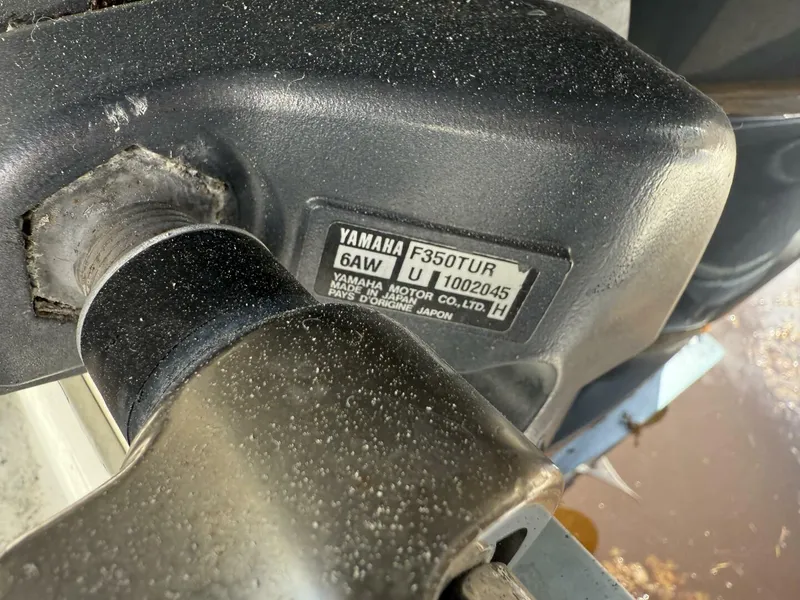 YAMAHA F350TUR
6AW U 1002045
YAMAHA MOTOR CO., LTD. H
MADE IN JAPAN
PAYS D'ORIGINE JAPON